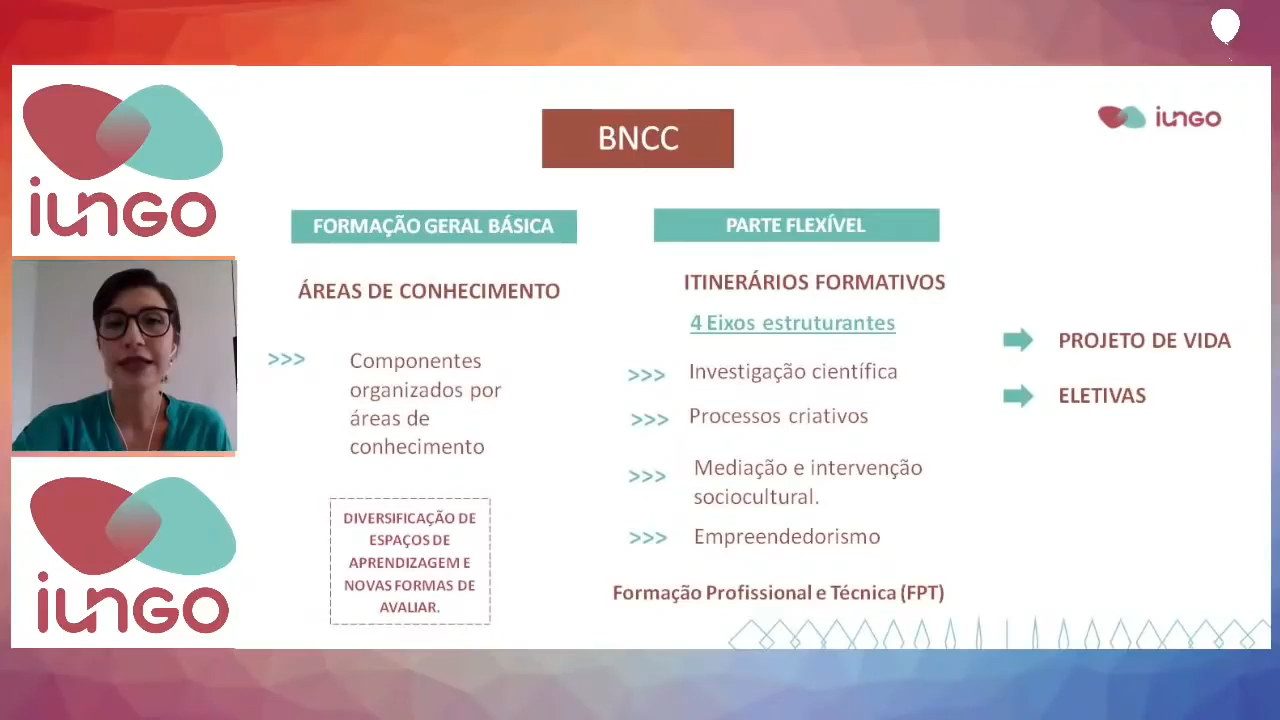 iungo
BNCC
iungo
FORMAÇÃO GERAL BÁSICA
ÁREAS DE CONHECIMENTO
>>> Componentes
organizados por
áreas de
conhecimento
DIVERSIFICAÇÃO DE
ESPAÇOS DE
APRENDIZAGEM E
NOVAS FORMAS DE
AVALIAR.
PARTE FLEXÍVEL
ITINERÁRIOS FORMATIVOS
4 Eixos estruturantes
>>> Investigação científica
>>> Processos criativos
>>> Mediação e intervenção
sociocultural.
>>> Empreendedorismo
Formação Profissional e Técnica (FPT)
PROJETO DE VIDA
ELETIVAS
iungo